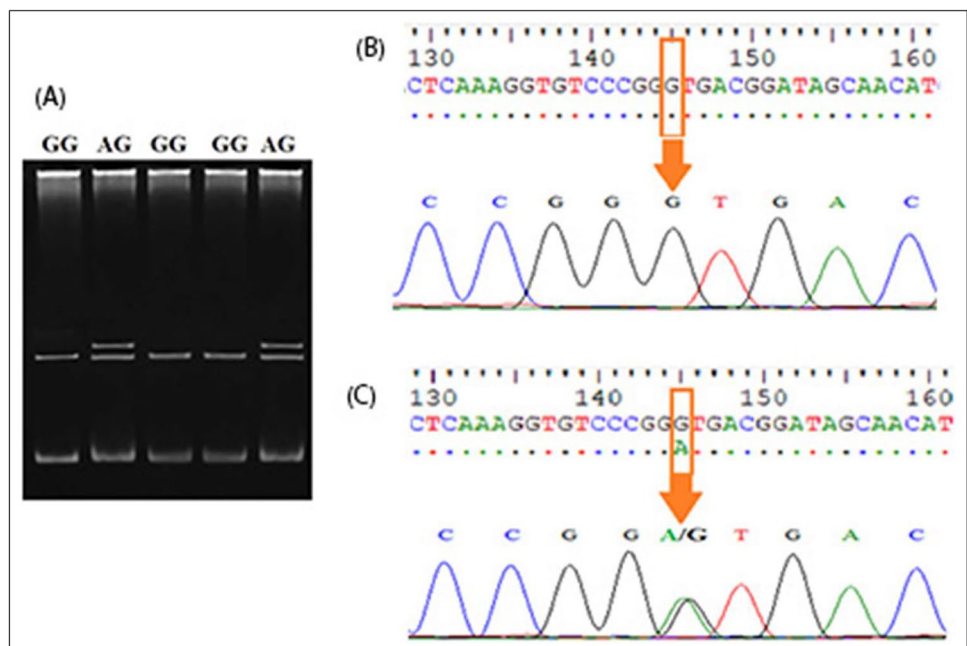 (A)
GG AG GG GG AG
(B)
130 140 150 160
CTCAAAGGTGTCCCGGGTGACGGATAGCAACAT
C C G G G T G A C
(C)
130 140 150 160
CTCAAAGGTGTCCCGGGTGACGGATAGCAACAT
A
C C G G A/G T G A C